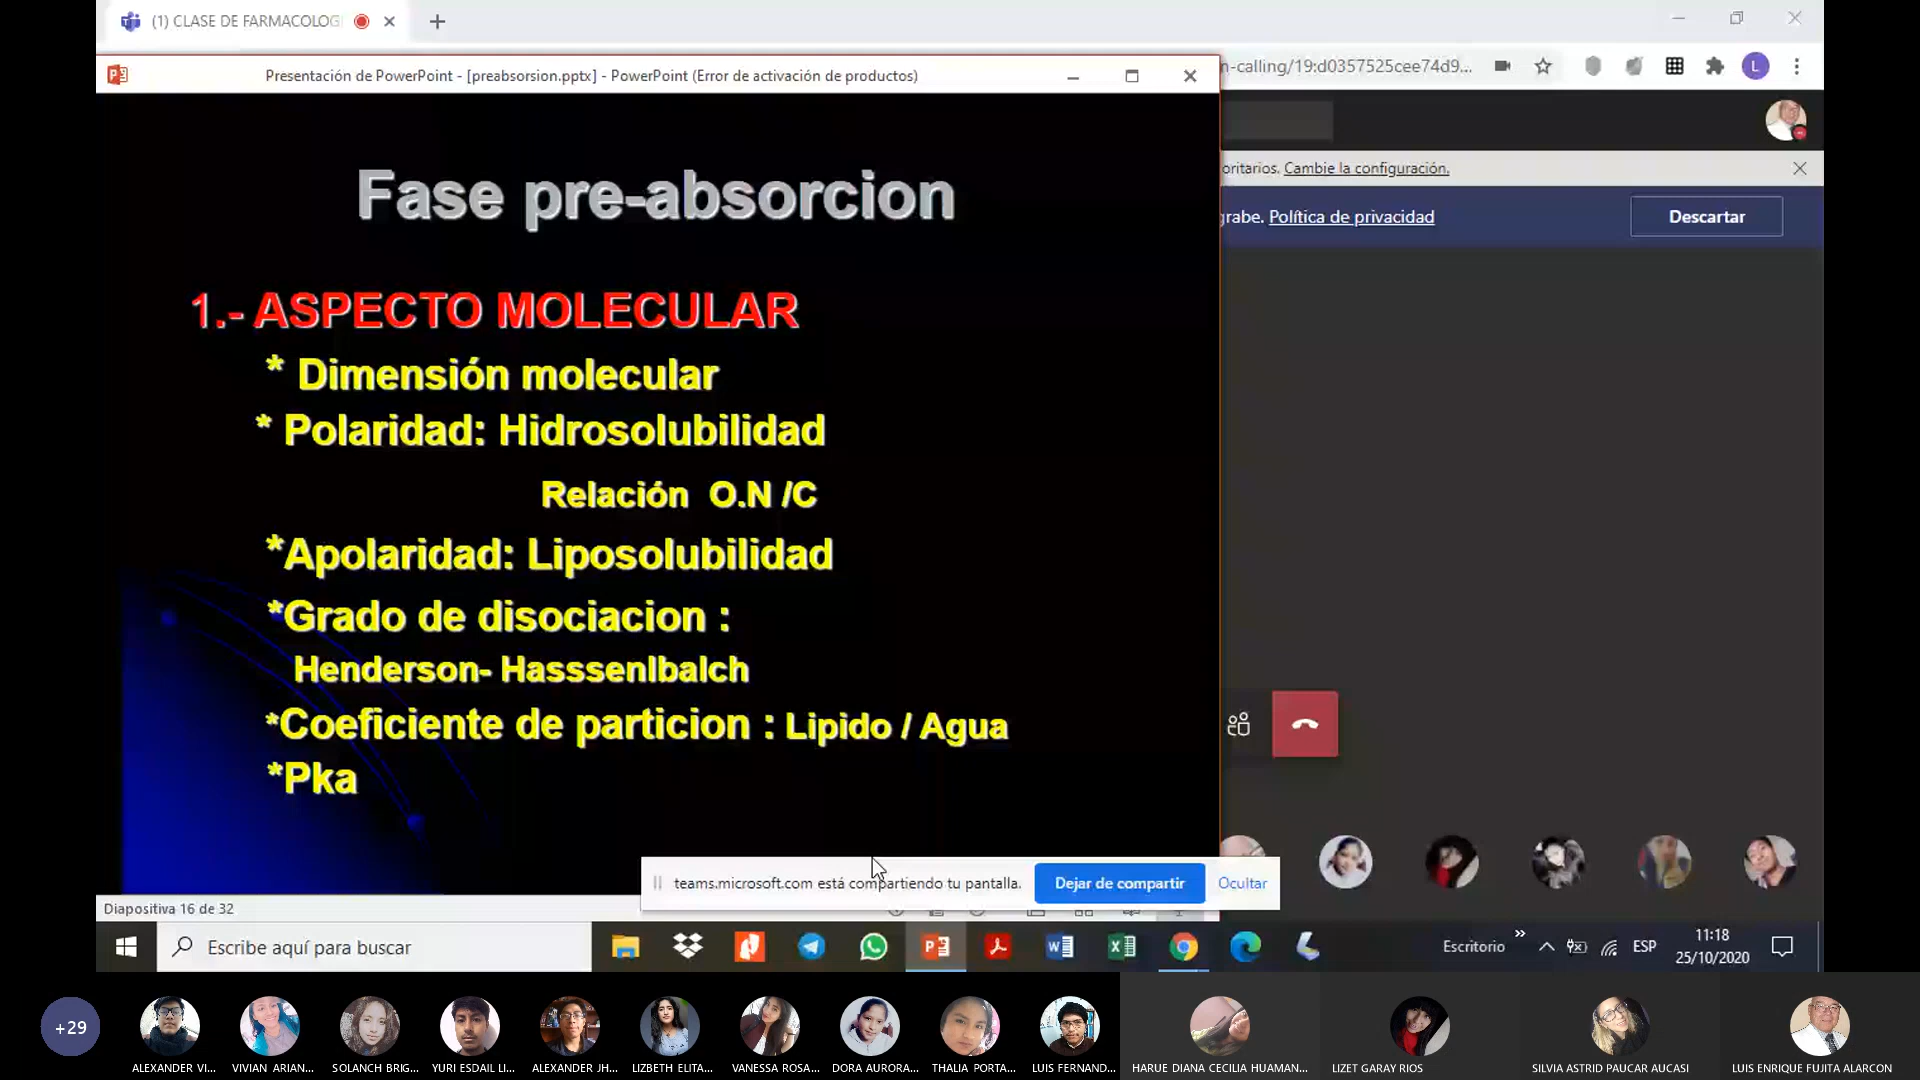 (1) CLASE DE FARMACOLOG
Presentación de PowerPoint - [preabsorsion.pptx] - PowerPoint (Error de activación de productos)
n-calling/19:d0357525cee74d9...
L
oritarios. Cambie la configuración.
grabe. Política de privacidad
Descartar
Fase pre-absorcion
1.- ASPECTO MOLECULAR
* Dimensión molecular
* Polaridad: Hidrosolubilidad
Relación O.N /C
*Apolaridad: Liposolubilidad
*Grado de disociacion :
Henderson- Hasssenlbalch
*Coeficiente de particion : Lipido / Agua
*Pka
teams.microsoft.com está compartiendo tu pantalla.
Dejar de compartir
Ocultar
Diapositiva 16 de 32
Escribe aquí para buscar
Escritorio
ESP
11:18
25/10/2020
+29
ALEXANDER VI...
VIVIAN ARIAN...
SOLANCH BRIG...
YURI ESDAIL LI...
ALEXANDER JH...
LIZBETH ELITA...
VANESSA ROSA...
DORA AURORA...
THALIA PORTA...
LUIS FERNAND...
HARUE DIANA CECILIA HUAMAN...
LIZET GARAY RIOS
SILVIA ASTRID PAUCAR AUCASI
LUIS ENRIQUE FUJITA ALARCON